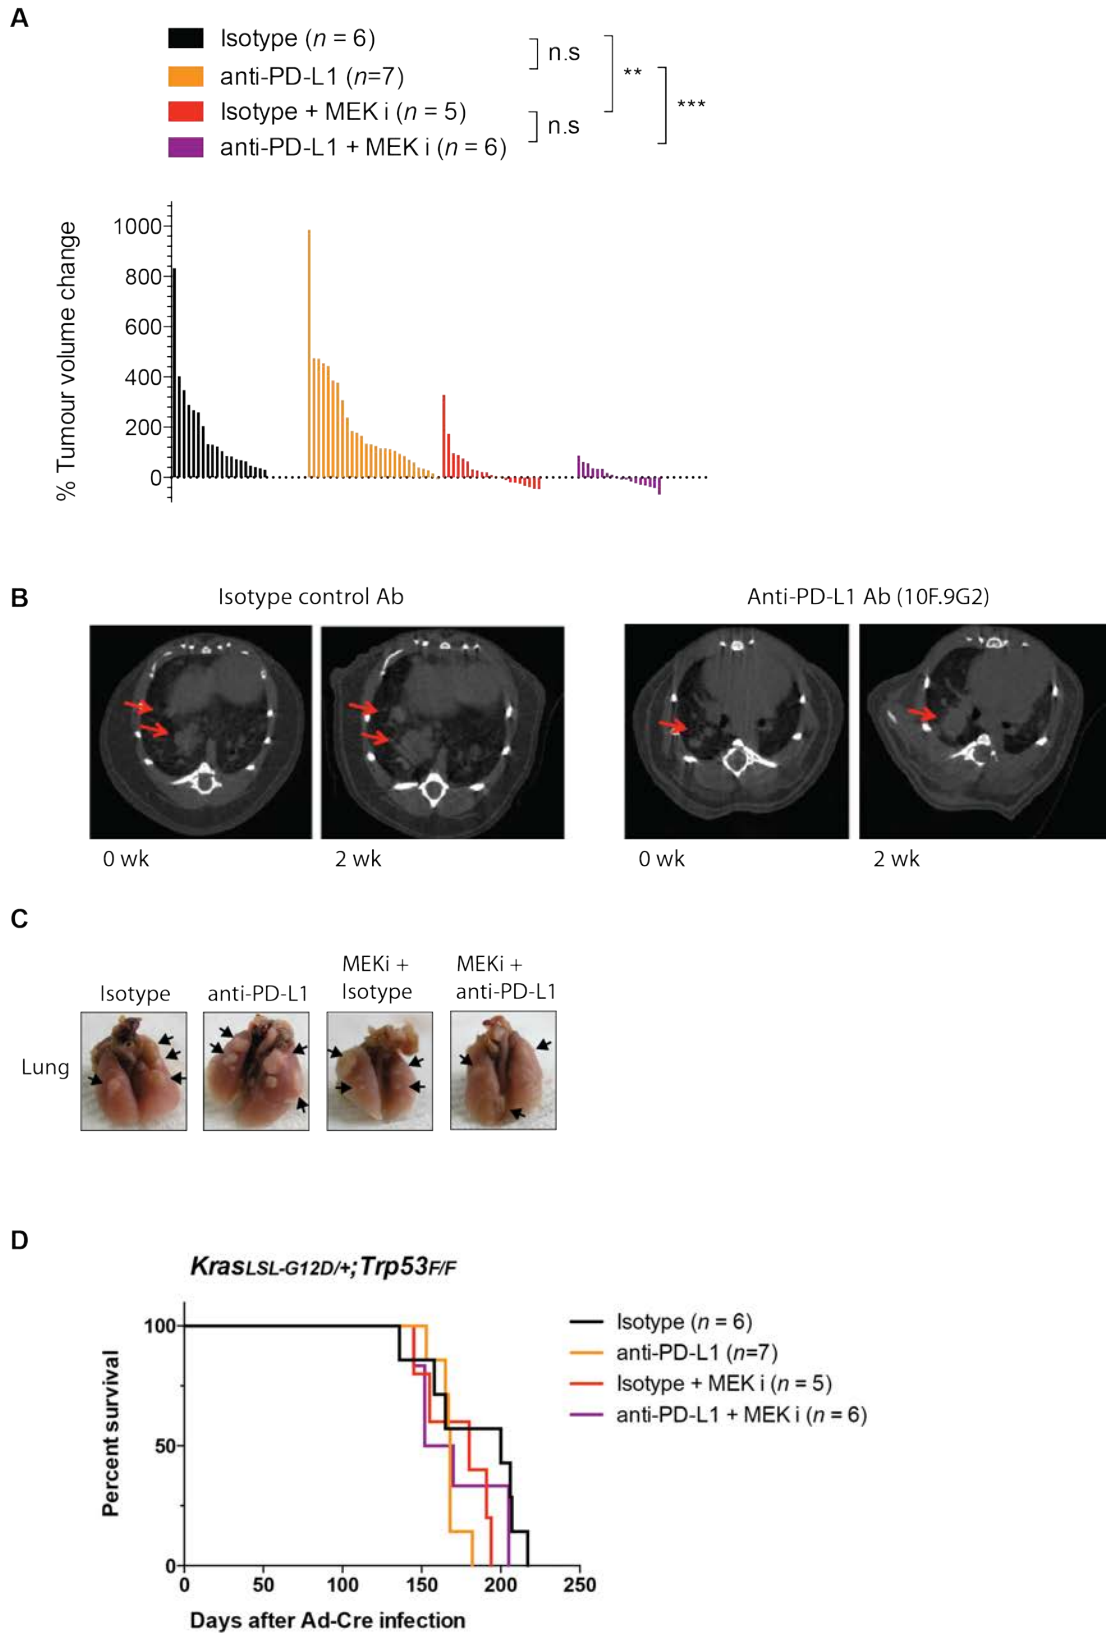 A
Isotype (n = 6)
anti-PD-L1 (n=7)
Isotype + MEK i (n = 5)
anti-PD-L1 + MEK i (n = 6)
n.s
n.s
**
***
% Tumour volume change
1000
800
600
400
200
0
B
Isotype control Ab
Anti-PD-L1 Ab (10F.9G2)
0 wk
2 wk
0 wk
2 wk
C
Isotype
anti-PD-L1
MEKi +
Isotype
MEKi +
anti-PD-L1
Lung
D
KrasLSL-G12D/+;Trp53F/F
Percent survival
100
50
0
0
50
100
150
200
250
Days after Ad-Cre infection
Isotype (n = 6)
anti-PD-L1 (n=7)
Isotype + MEK i (n = 5)
anti-PD-L1 + MEK i (n = 6)